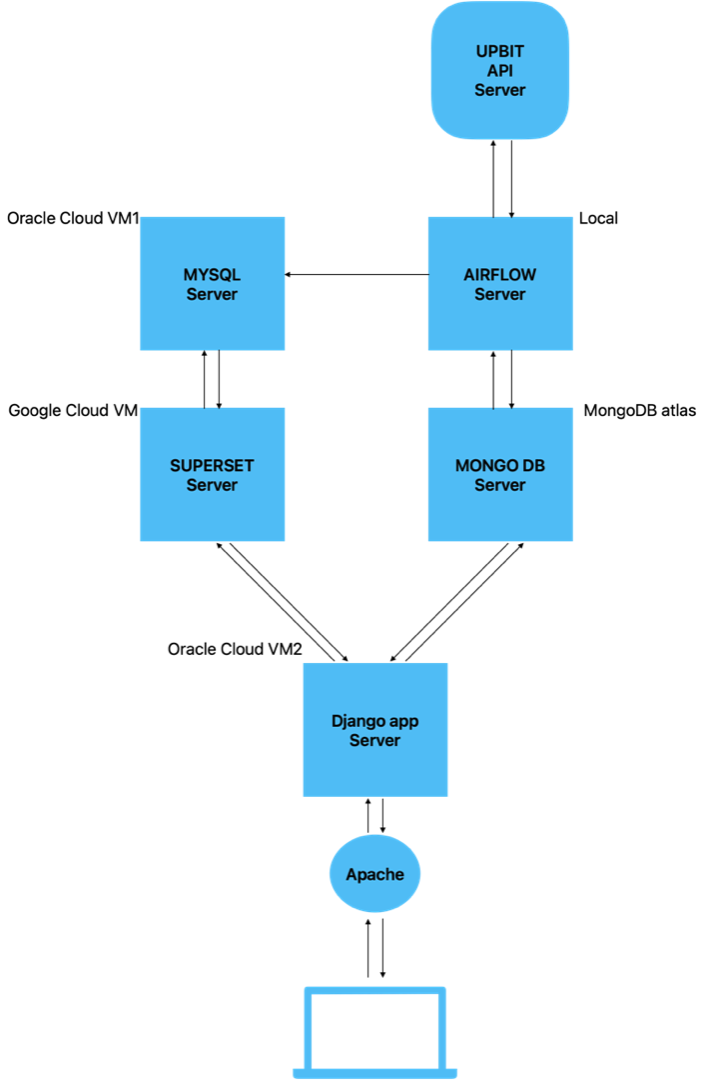 UPBIT
API
Server
Oracle Cloud VM1
Local
MYSQL
Server
AIRFLOW
Server
Google Cloud VM
MongoDB atlas
SUPERSET
Server
MONGO DB
Server
Oracle Cloud VM2
Django app
Server
Apache